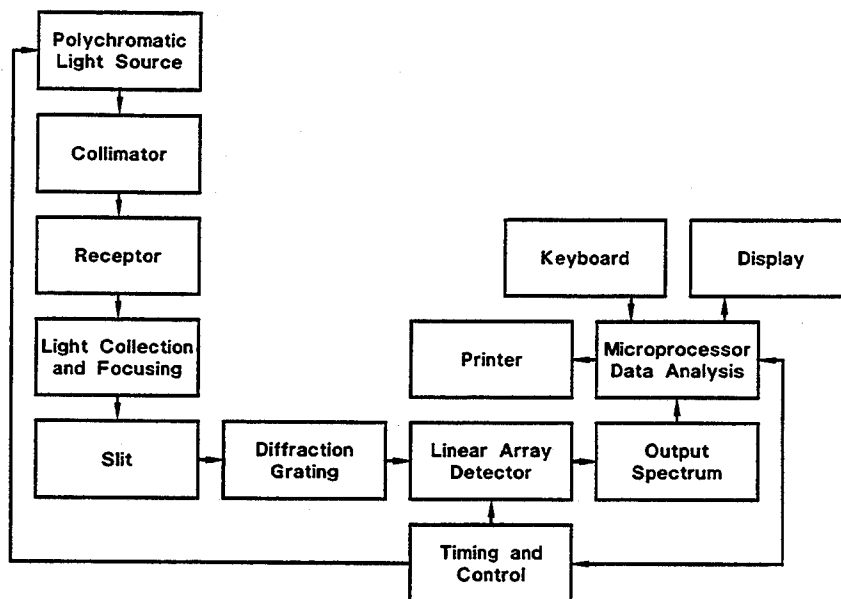 Polychromatic
Light Source
Collimator
Receptor
Light Collection
and Focusing
Slit
Diffraction
Grating
Linear Array
Detector
Output
Spectrum
Microprocessor
Data Analysis
Keyboard
Display
Printer
Timing and
Control